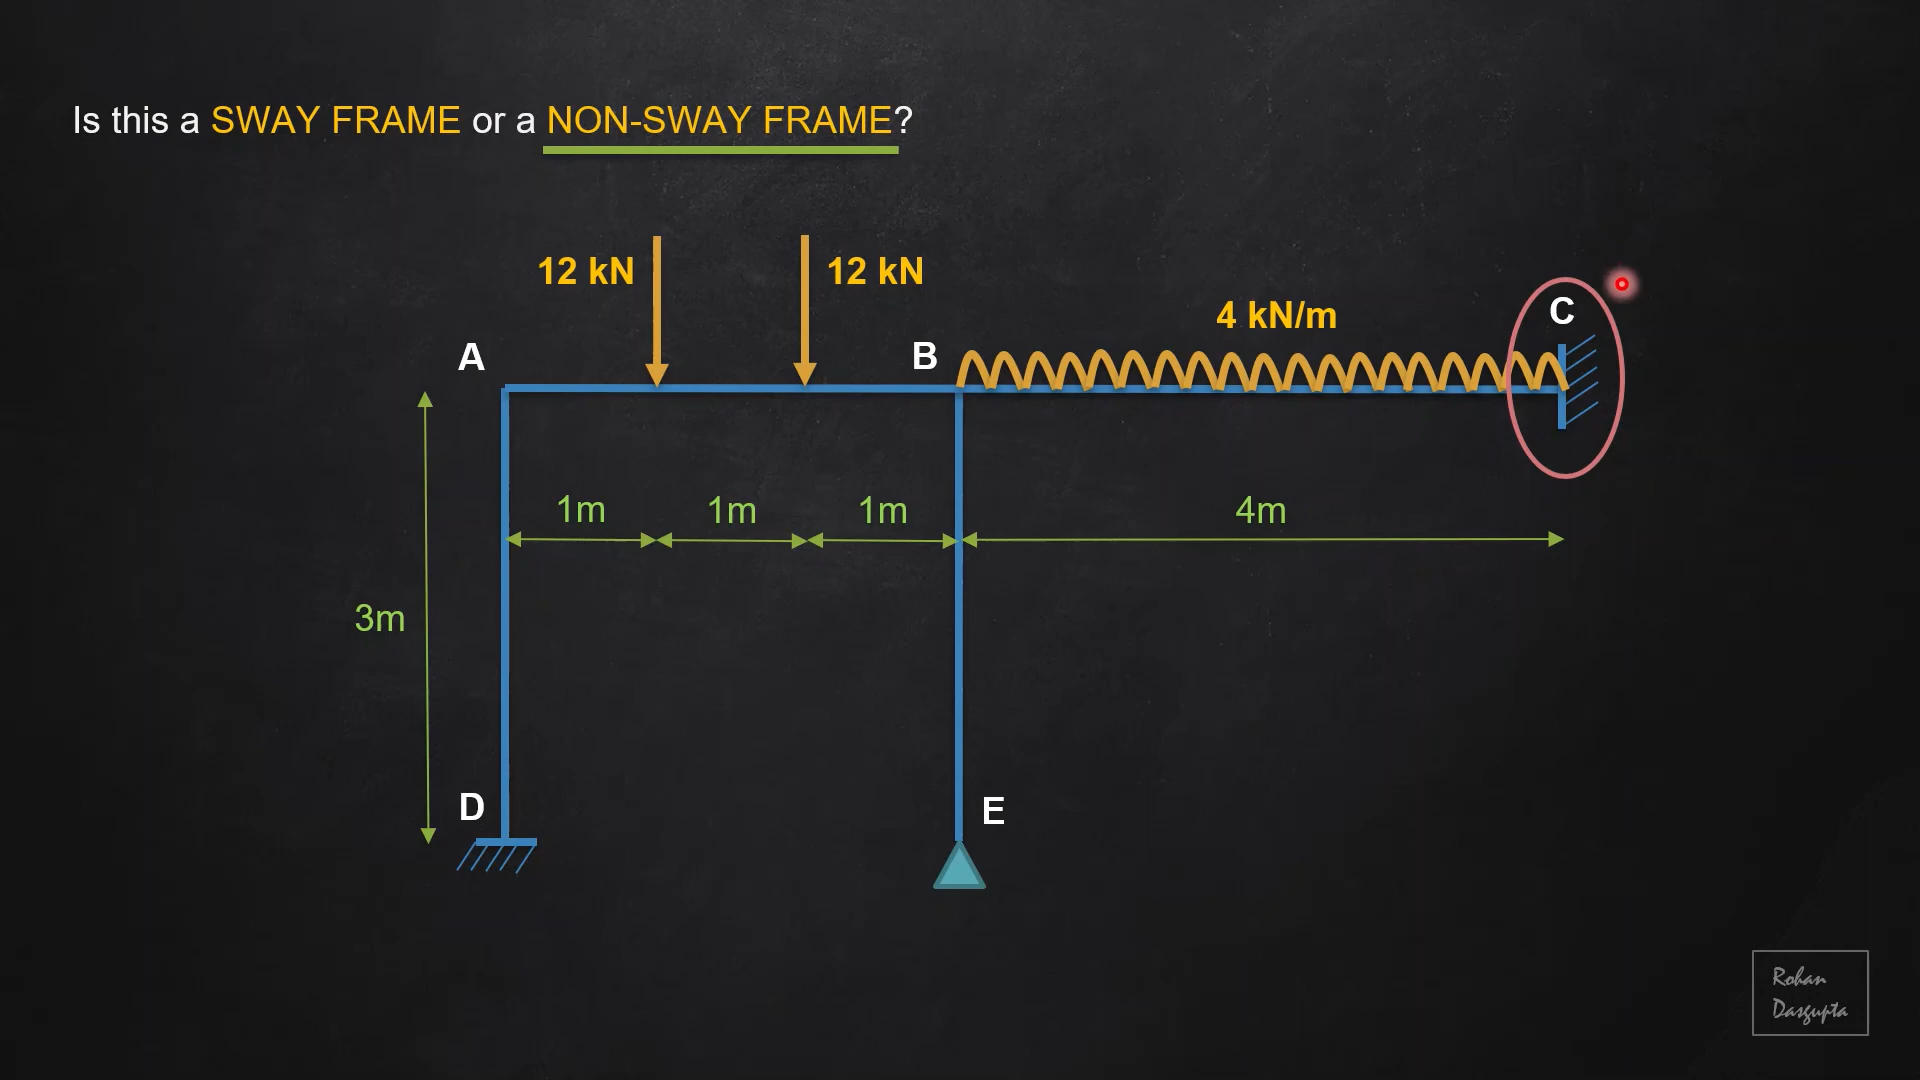 Is this a SWAY FRAME or a NON-SWAY FRAME?
12 kN
12 kN
4 kN/m
C
A
B
1m
1m
1m
4m
3m
D
E
Rohan
Dasgupta